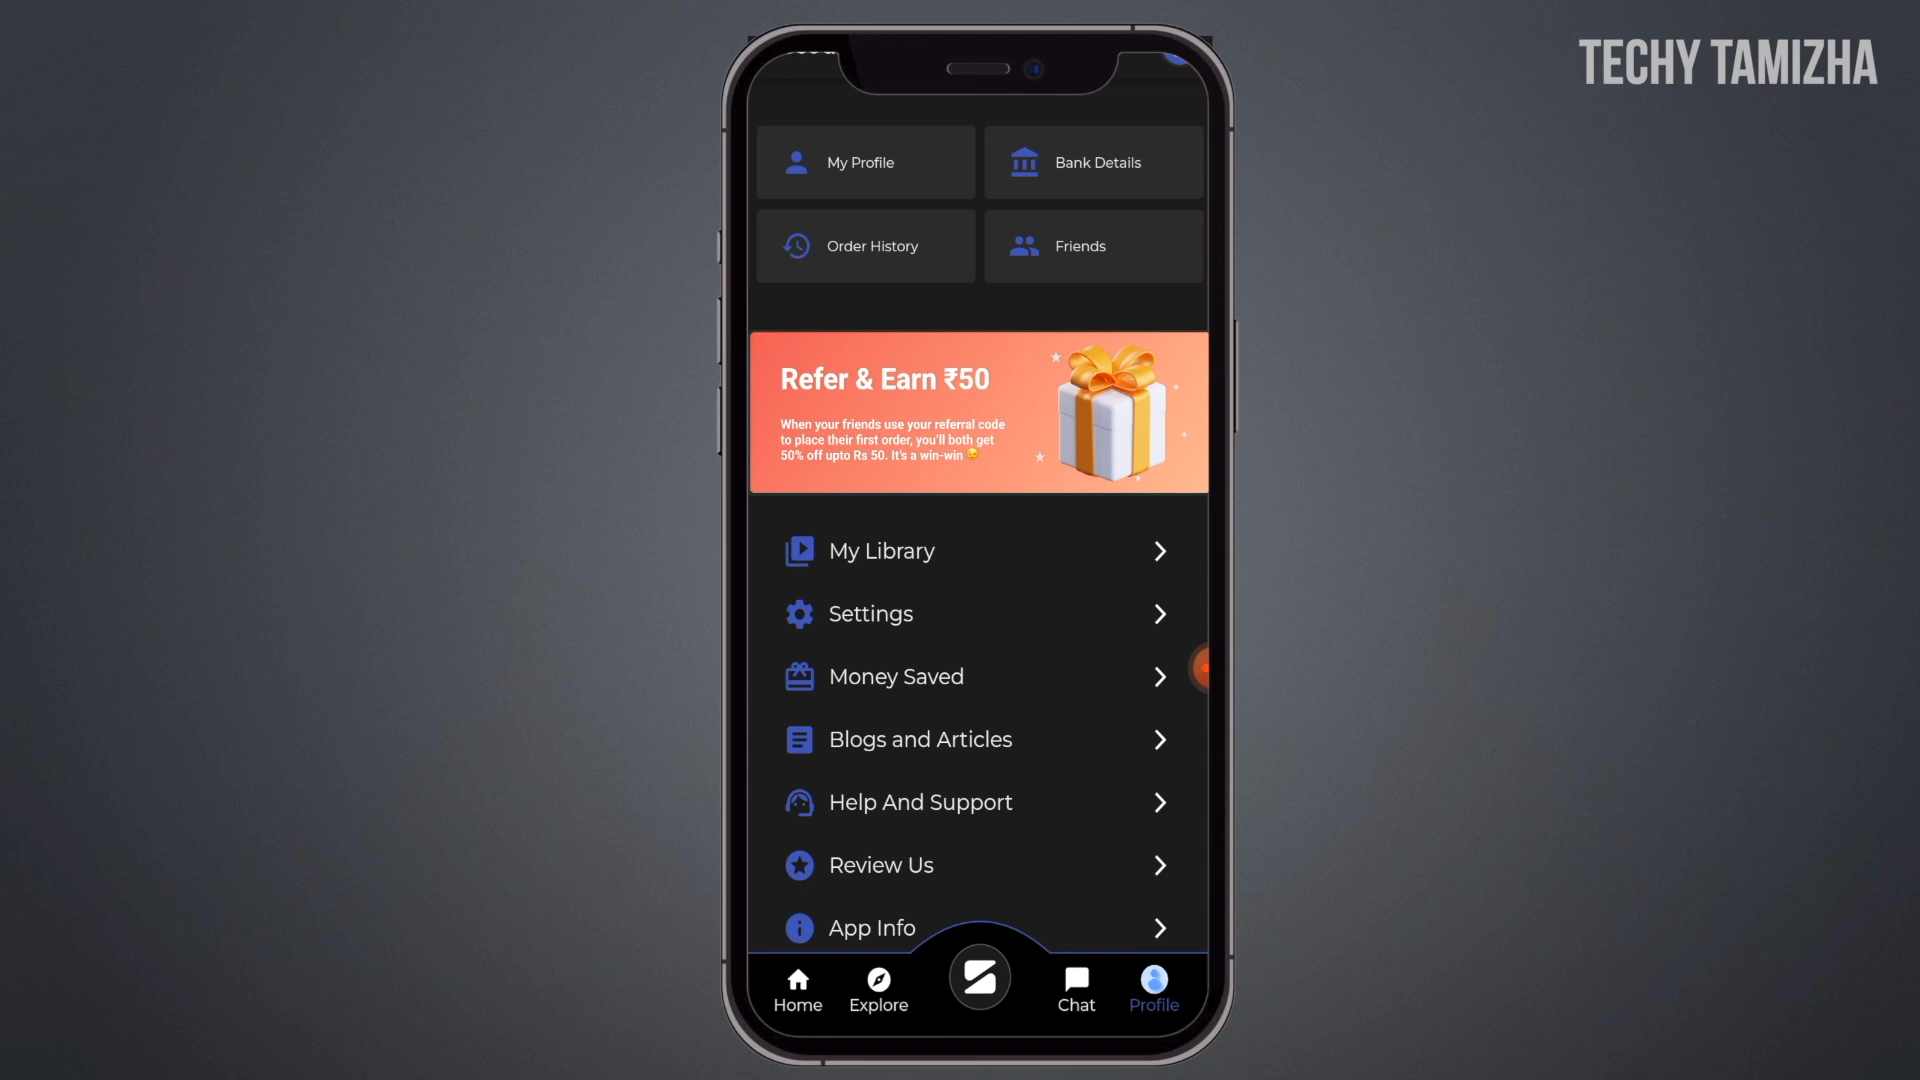 TECHY TAMIZHA
My Profile
Bank Details
Order History
Friends
Refer & Earn ₹50
When your friends use your referral code
to place their first order, you'll both get
50% off upto Rs 50. It's a win-win 😉
My Library
Settings
Money Saved
Blogs and Articles
Help And Support
Review Us
App Info
Home
Explore
Chat
Profile